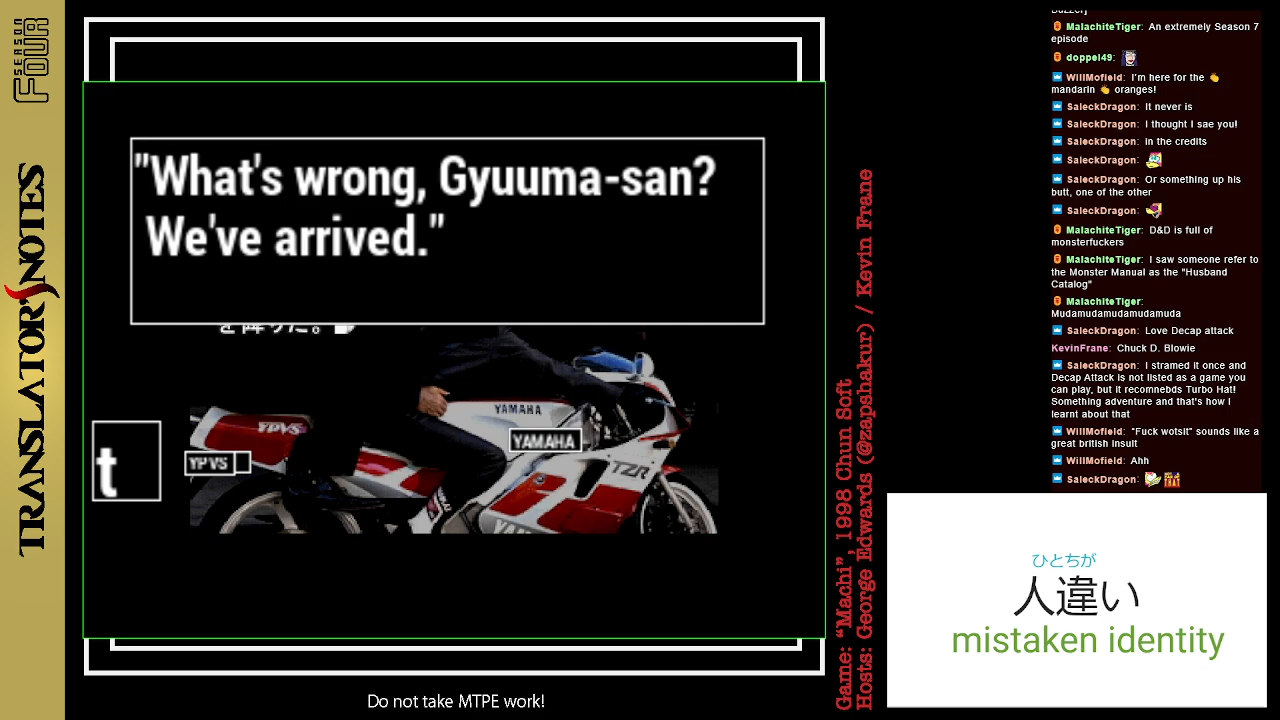 SEASON
FOUR
TRANSLATOR'S NOTES
"What's wrong, Gyuuma-san?
We've arrived."
YAMAHA
YPVS
YAMAHA
YPVS
TZR
t
Game: "Machi", 1998 Chun Soft
Hosts: George Edwards (@zapshakur) / Kevin Frane
MalachiteTiger: An extremely Season 7
episode
doppel49:
WillMofield: I'm here for the 👏
mandarin 👏 oranges!
SaleckDragon: It never is
SaleckDragon: I thought I sae you!
SaleckDragon: In the credits
SaleckDragon:
SaleckDragon: Or something up his
butt, one of the other
SaleckDragon:
MalachiteTiger: D&D is full of
monsterfuckers
MalachiteTiger: I saw someone refer to
the Monster Manual as the "Husband
Catalog"
MalachiteTiger:
Mudamudamudamudamuda
SaleckDragon: Love Decap attack
KevinFrane: Chuck D. Blowie
SaleckDragon: I stramed it once and
Decap Attack is not listed as a game you
can play, but it recommends Turbo Hat!
Something adventure and that's how i
learnt about that
WillMofield: "Fuck wotsit" sounds like a
great british insult
WillMofield: Ahh
SaleckDragon:
ひとちが
人違い
mistaken identity
Do not take MTPE work!